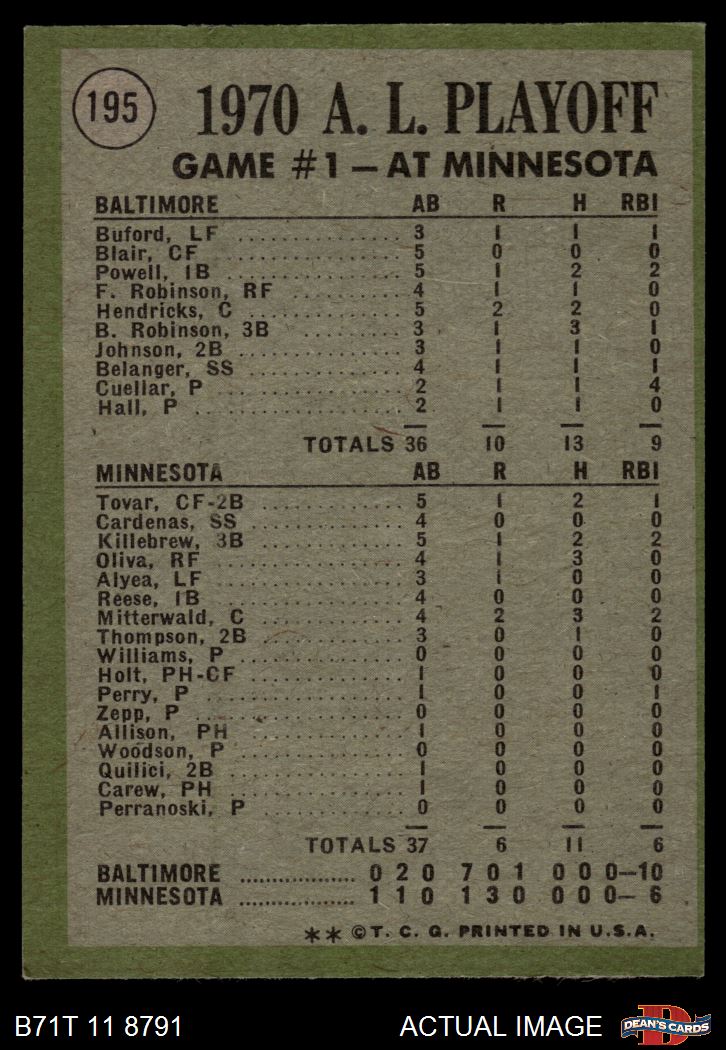 195
1970 A. L. PLAYOFF
GAME #1 – AT MINNESOTA
BALTIMORE AB R H RBI
Buford, LF .................. 3 1 1 1
Blair, CF .................. 5 0 0 0
Powell, 1B .................. 5 1 2 2
F. Robinson, RF .............. 4 1 1 0
Hendricks, C ................ 5 2 2 0
B. Robinson, 3B ............. 3 1 3 1
Johnson, 2B ................. 3 1 1 0
Belanger, SS ................ 4 1 1 1
Cuellar, P .................. 2 1 1 4
Hall, P ..................... 2 1 1 0
TOTALS 36 10 13 9
MINNESOTA AB R H RBI
Tovar, CF-2B ................ 5 1 2 1
Cardenas, SS ................ 4 0 0 0
Killebrew, 3B ............... 5 1 2 2
Oliva, RF ................... 4 1 3 0
Alyea, LF ................... 3 1 0 0
Reese, 1B ................... 4 0 0 0
Mitterwald, C ............... 4 2 3 2
Thompson, 2B ................ 3 0 1 0
Williams, P ................. 0 0 0 0
Holt, PH-CF ................. 1 0 0 0
Perry, P .................... 1 0 0 1
Zepp, P ..................... 0 0 0 0
Allison, PH ................. 1 0 0 0
Woodson, P .................. 0 0 0 0
Quilici, 2B ................. 1 0 0 0
Carew, PH ................... 1 0 0 0
Perranoski, P ............... 0 0 0 0
TOTALS 37 6 11 6
BALTIMORE ................ 0 2 0 7 0 1 0 0 0–10
MINNESOTA ................ 1 1 0 1 3 0 0 0 0– 6
** ©T. C. G. PRINTED IN U.S.A.
B71T 11 8791 ACTUAL IMAGE DEAN'S CARDS